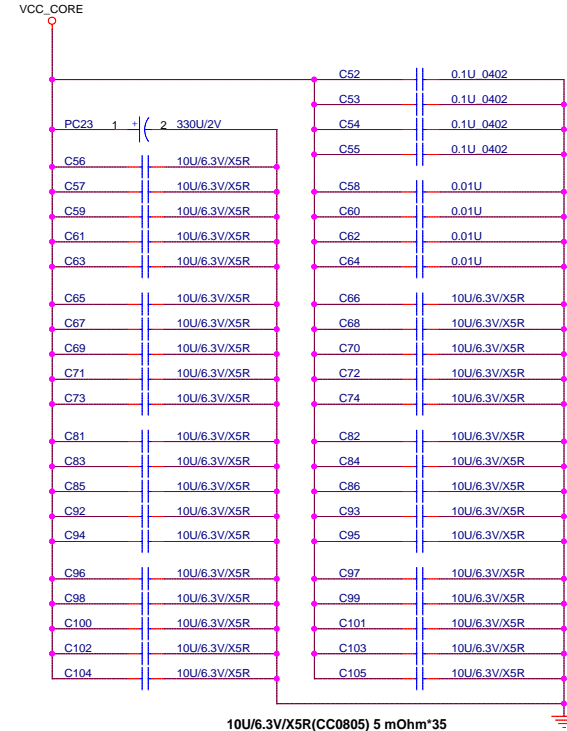 VCC_CORE
C52 0.1U_0402
C53 0.1U_0402
PC23 1 + 2 330U/2V C54 0.1U_0402
C55 0.1U_0402
C56 10U/6.3V/X5R
C57 10U/6.3V/X5R C58 0.01U
C59 10U/6.3V/X5R C60 0.01U
C61 10U/6.3V/X5R C62 0.01U
C63 10U/6.3V/X5R C64 0.01U
C65 10U/6.3V/X5R C66 10U/6.3V/X5R
C67 10U/6.3V/X5R C68 10U/6.3V/X5R
C69 10U/6.3V/X5R C70 10U/6.3V/X5R
C71 10U/6.3V/X5R C72 10U/6.3V/X5R
C73 10U/6.3V/X5R C74 10U/6.3V/X5R
C81 10U/6.3V/X5R C82 10U/6.3V/X5R
C83 10U/6.3V/X5R C84 10U/6.3V/X5R
C85 10U/6.3V/X5R C86 10U/6.3V/X5R
C92 10U/6.3V/X5R C93 10U/6.3V/X5R
C94 10U/6.3V/X5R C95 10U/6.3V/X5R
C96 10U/6.3V/X5R C97 10U/6.3V/X5R
C98 10U/6.3V/X5R C99 10U/6.3V/X5R
C100 10U/6.3V/X5R C101 10U/6.3V/X5R
C102 10U/6.3V/X5R C103 10U/6.3V/X5R
C104 10U/6.3V/X5R C105 10U/6.3V/X5R
10U/6.3V/X5R(CC0805) 5 mOhm*35